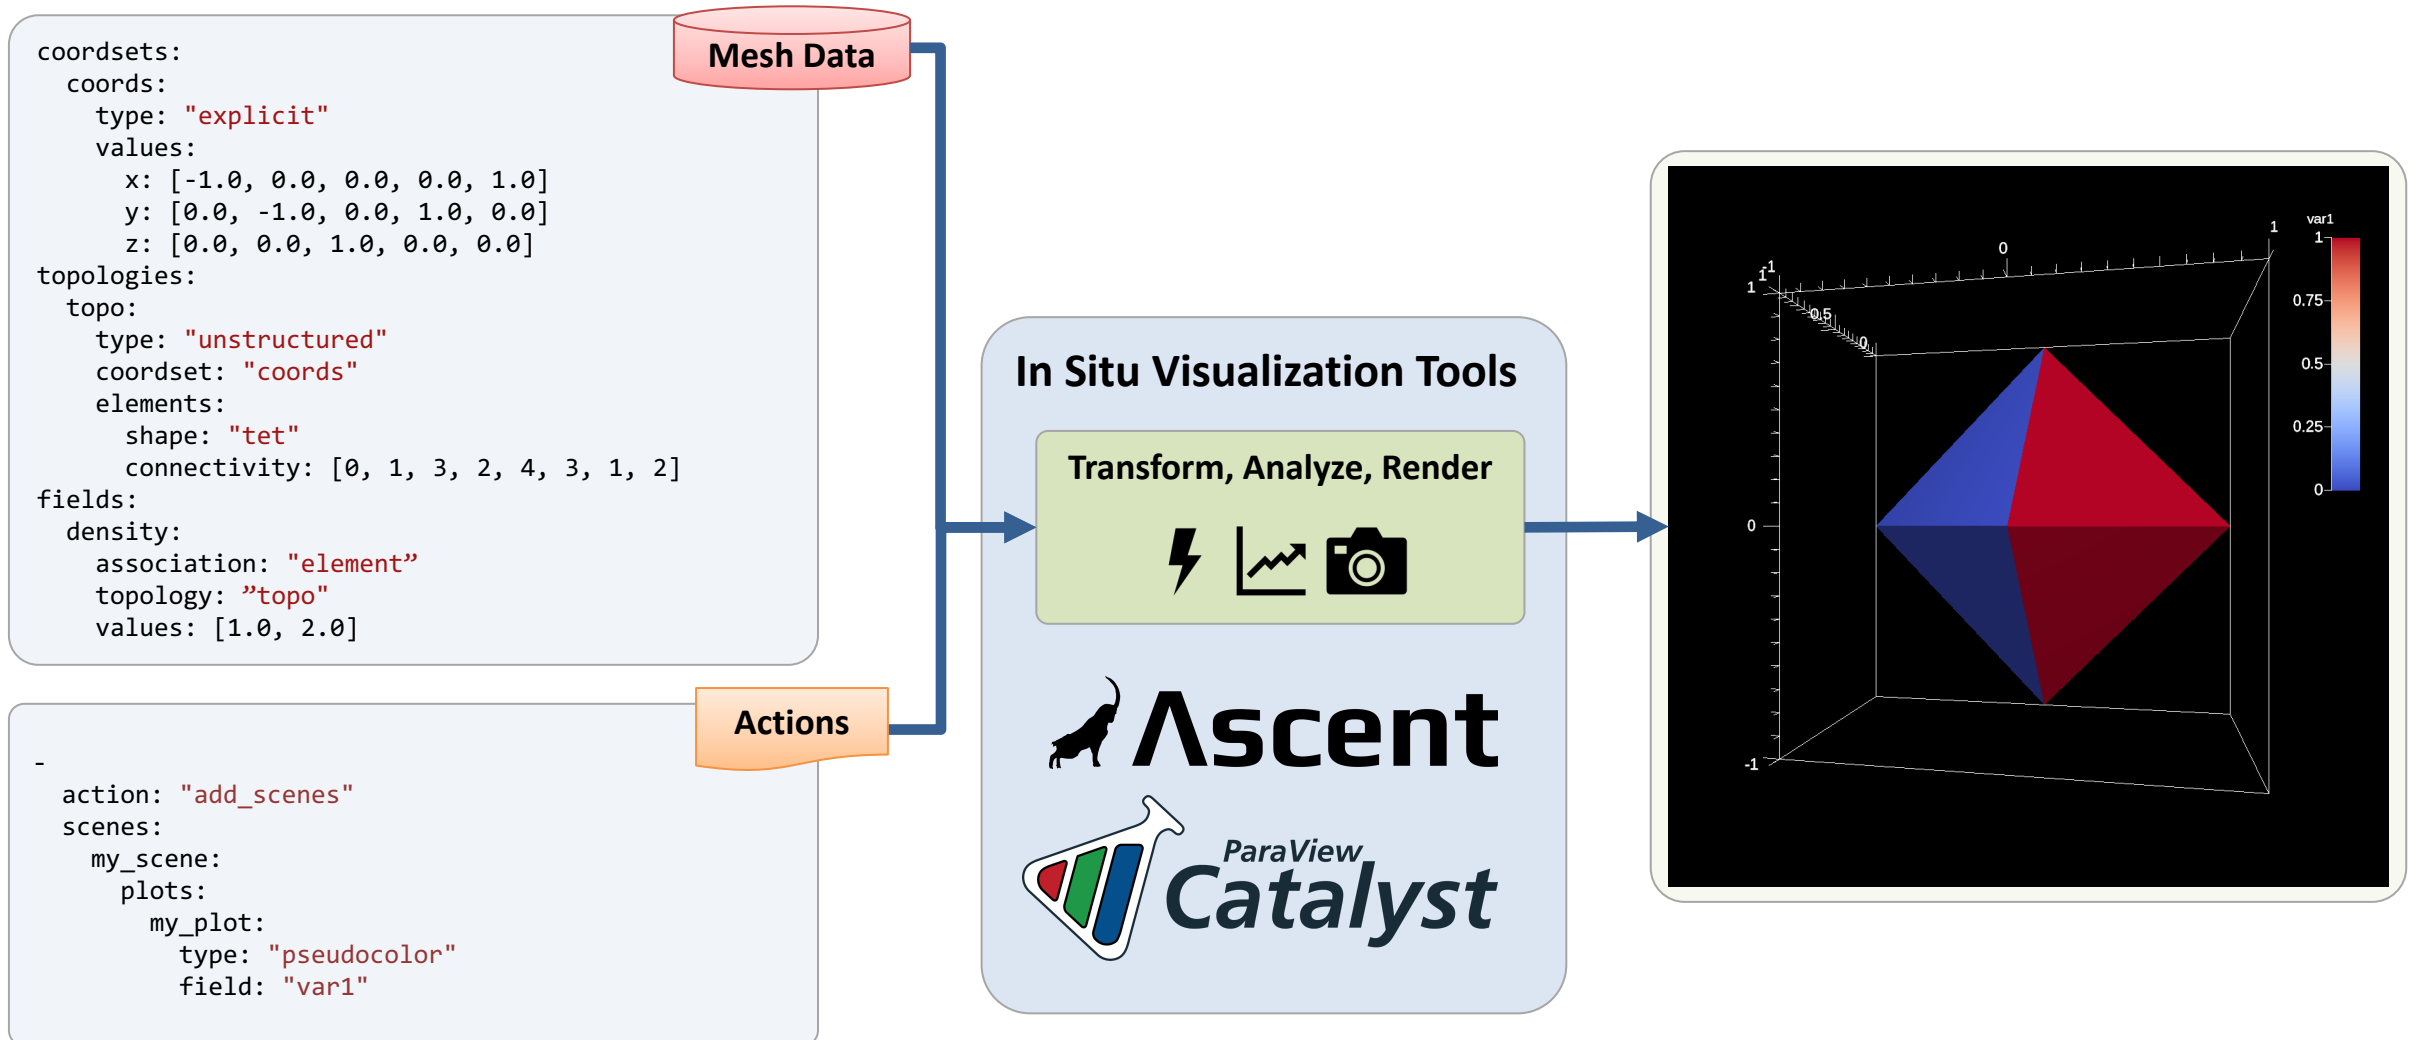 Mesh Data
coordsets:
  coords:
    type: "explicit"
    values:
      x: [-1.0, 0.0, 0.0, 0.0, 1.0]
      y: [0.0, -1.0, 0.0, 1.0, 0.0]
      z: [0.0, 0.0, 1.0, 0.0, 0.0]
topologies:
  topo:
    type: "unstructured"
    coordset: "coords"
    elements:
      shape: "tet"
      connectivity: [0, 1, 3, 2, 4, 3, 1, 2]
fields:
  density:
    association: "element”
    topology: ”topo"
    values: [1.0, 2.0]
Actions
-
  action: "add_scenes"
  scenes:
    my_scene:
      plots:
        my_plot:
          type: "pseudocolor"
          field: "var1"
In Situ Visualization Tools
Transform, Analyze, Render
Ascent
ParaView
Catalyst
var1
1
0.75
0.5
0.25
0
-1
0
1
1
0.5
0
1
0
-1